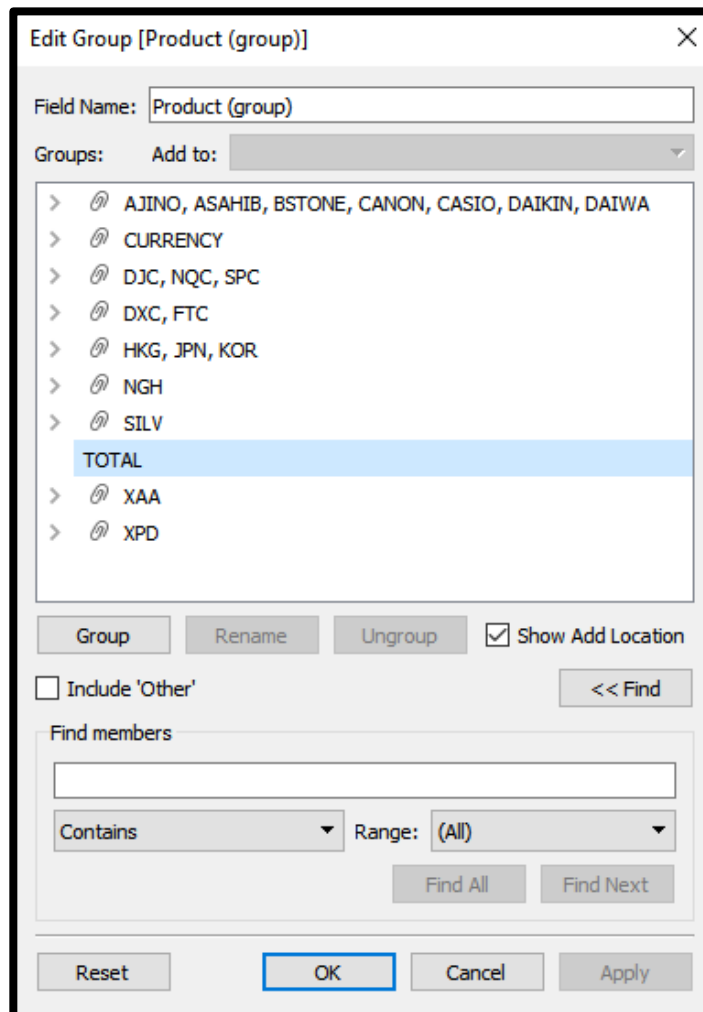 Edit Group [Product (group)]
Field Name: Product (group)
Groups: Add to:
AJINO, ASAHIB, BSTONE, CANON, CASIO, DAIKIN, DAIWA
CURRENCY
DJC, NQC, SPC
DXC, FTC
HKG, JPN, KOR
NGH
SILV
TOTAL
XAA
XPD
Group Rename Ungroup Show Add Location
Include 'Other' << Find
Find members
Contains Range: (All)
Find All Find Next
Reset OK Cancel Apply